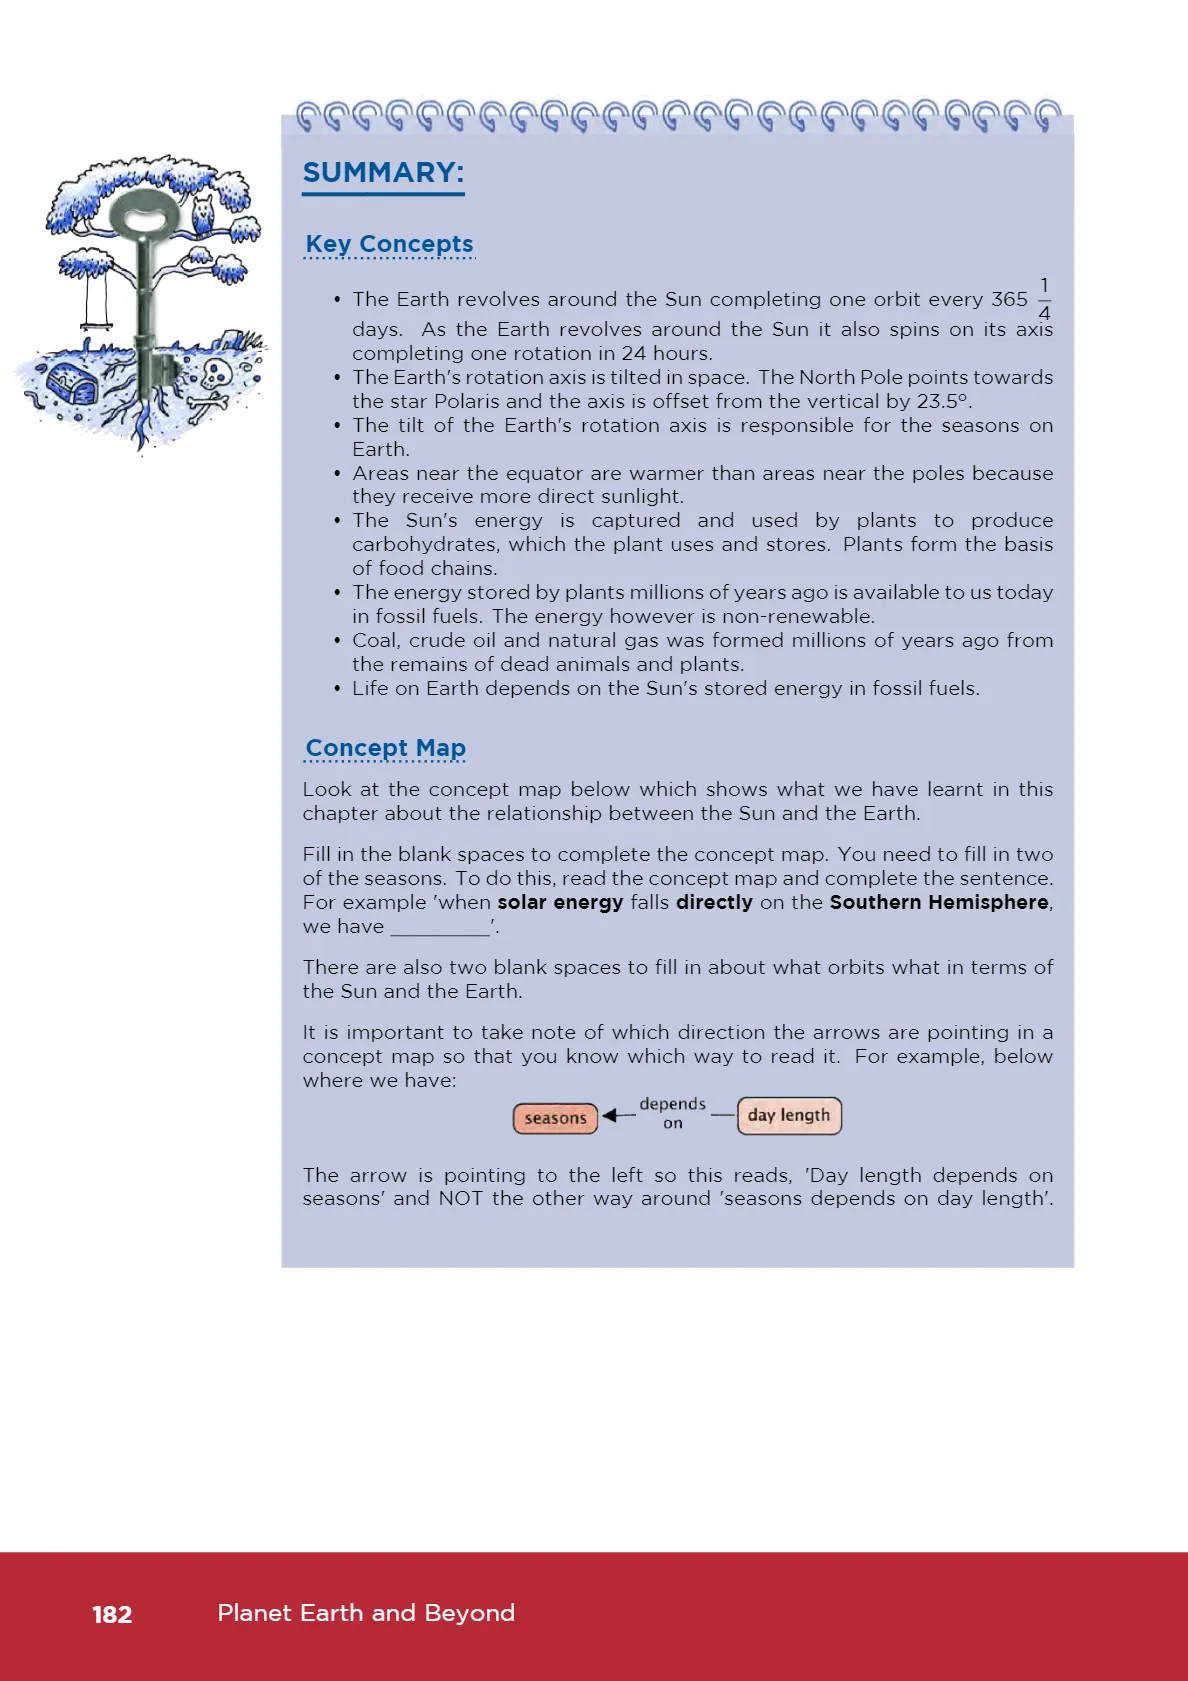 SUMMARY:
Key Concepts
• The Earth revolves around the Sun completing one orbit every 365 1/4
days. As the Earth revolves around the Sun it also spins on its axis
completing one rotation in 24 hours.
• The Earth's rotation axis is tilted in space. The North Pole points towards
the star Polaris and the axis is offset from the vertical by 23.5°.
• The tilt of the Earth's rotation axis is responsible for the seasons on
Earth.
• Areas near the equator are warmer than areas near the poles because
they receive more direct sunlight.
• The Sun's energy is captured and used by plants to produce
carbohydrates, which the plant uses and stores. Plants form the basis
of food chains.
• The energy stored by plants millions of years ago is available to us today
in fossil fuels. The energy however is non-renewable.
• Coal, crude oil and natural gas was formed millions of years ago from
the remains of dead animals and plants.
• Life on Earth depends on the Sun's stored energy in fossil fuels.
Concept Map
Look at the concept map below which shows what we have learnt in this
chapter about the relationship between the Sun and the Earth.
Fill in the blank spaces to complete the concept map. You need to fill in two
of the seasons. To do this, read the concept map and complete the sentence.
For example 'when solar energy falls directly on the Southern Hemisphere,
we have _________'.
There are also two blank spaces to fill in about what orbits what in terms of
the Sun and the Earth.
It is important to take note of which direction the arrows are pointing in a
concept map so that you know which way to read it. For example, below
where we have:
seasons depends on day length
The arrow is pointing to the left so this reads, 'Day length depends on
seasons' and NOT the other way around 'seasons depends on day length'.
182 Planet Earth and Beyond